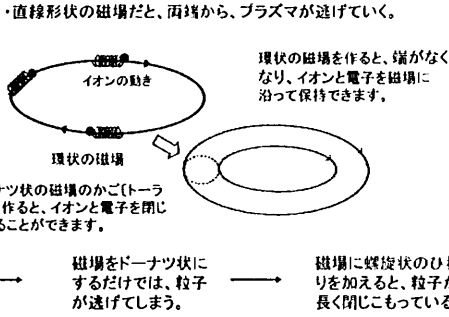 ・直線形状の磁場だと、両端から、プラズマが逃げていく。
イオンの動き
環状の磁場
環状の磁場を作ると、端がなく
なり、イオンと電子を磁場に
沿って保持できます。
ナツ状の磁場のかご(トーラ
作ると、イオンと電子を閉じ
ることができます。
磁場をドーナツ状に
するだけでは、粒子
が逃げてしまう。
磁場に螺旋状のひ
りを加えると、粒子が
長く閉じこもっている